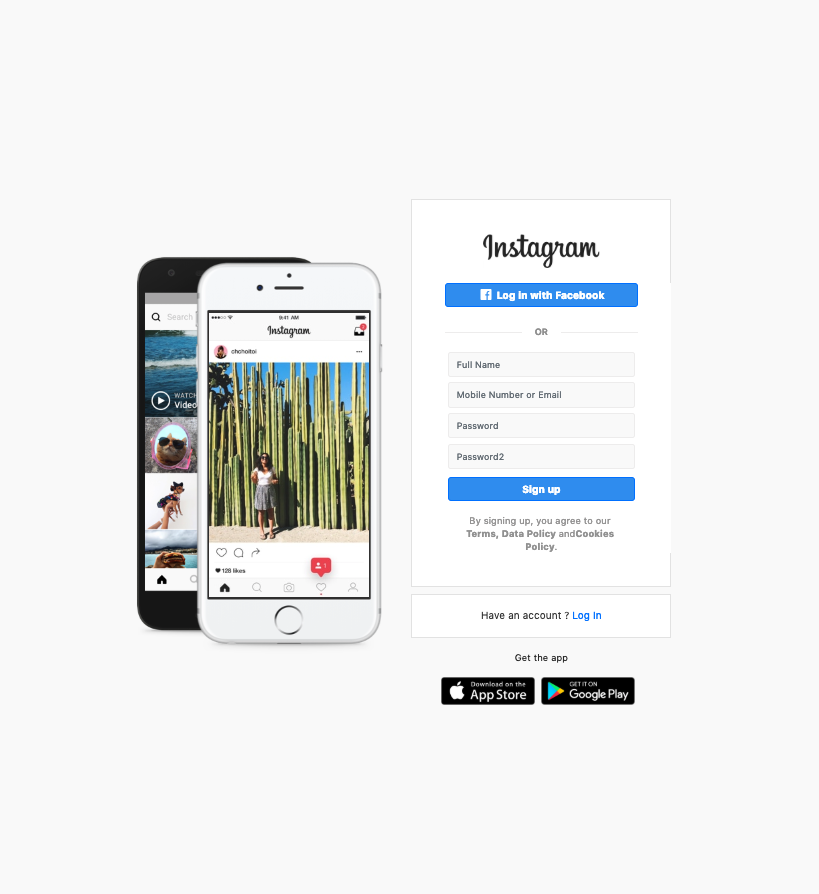 Search
WATCH
Video
9:41 AM
Instagram
chchoitoi
128 likes
1
Instagram
Log in with Facebook
OR
Full Name
Mobile Number or Email
Password
Password2
Sign up
By signing up, you agree to our
Terms, Data Policy andCookies
Policy.
Have an account ? Log In
Get the app
Download on the
App Store
GET IT ON
Google Play